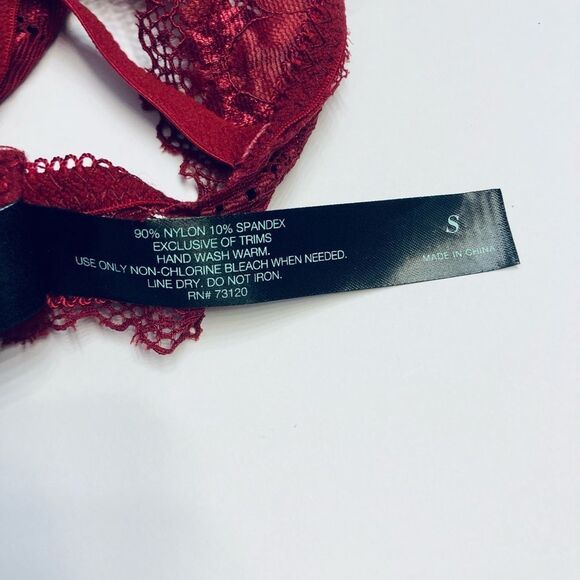 90% NYLON 10% SPANDEX
EXCLUSIVE OF TRIMS
HAND WASH WARM.
USE ONLY NON-CHLORINE BLEACH WHEN NEEDED.
LINE DRY. DO NOT IRON.
RN# 73120
S
MADE IN CHINA